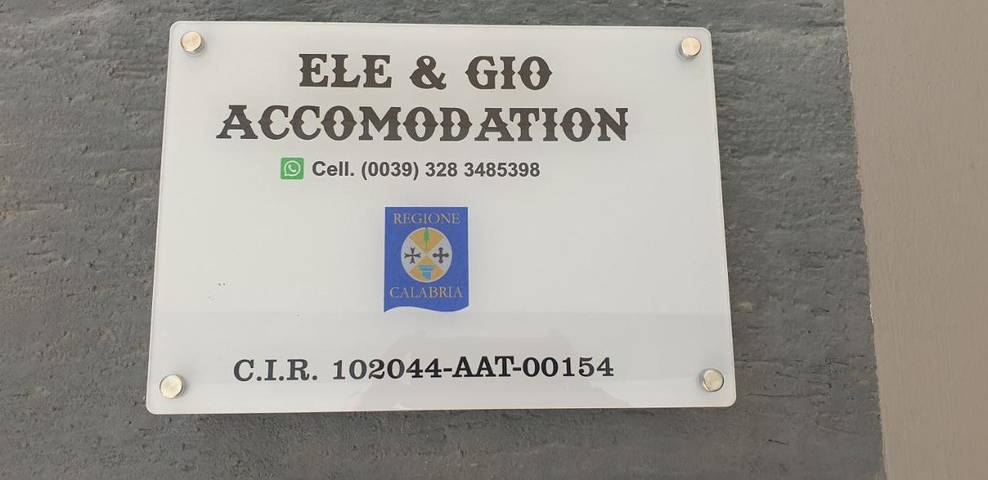 ELE & GIO
ACCOMODATION
Cell. (0039) 328 3485398
REGIONE
CALABRIA
C.I.R. 102044-AAT-00154